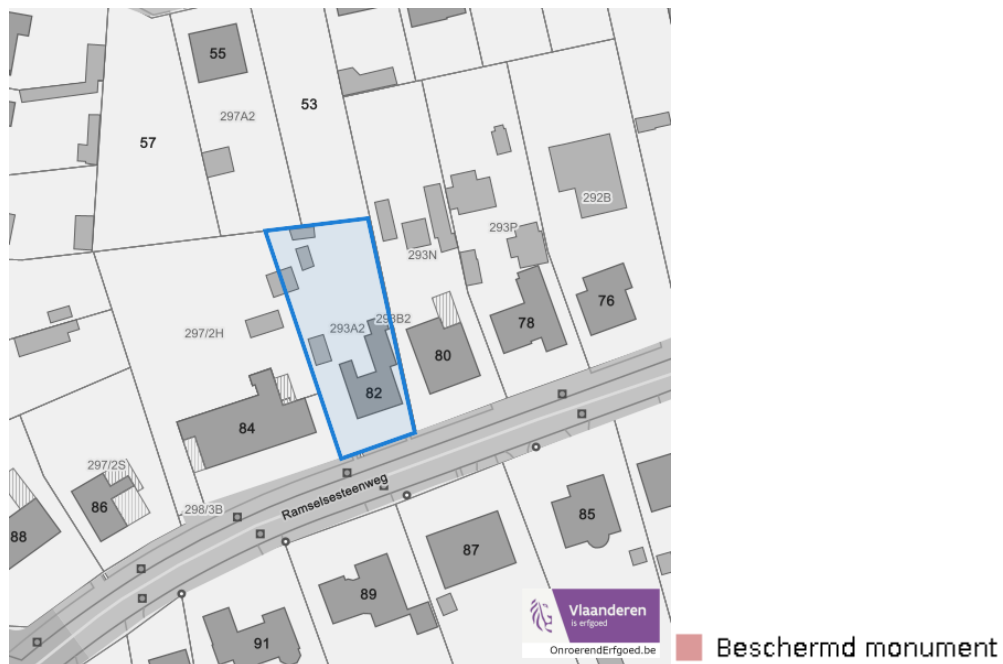 55
297A2
53
57
292B
293P
293N
76
297/2H
293A2
293B2
78
80
82
84
297/2S
86
298/3B
Ramselsesteenweg
88
85
87
89
91
Vlaanderen
is erfgoed
OnroerendErfgoed.be
Beschermd monument